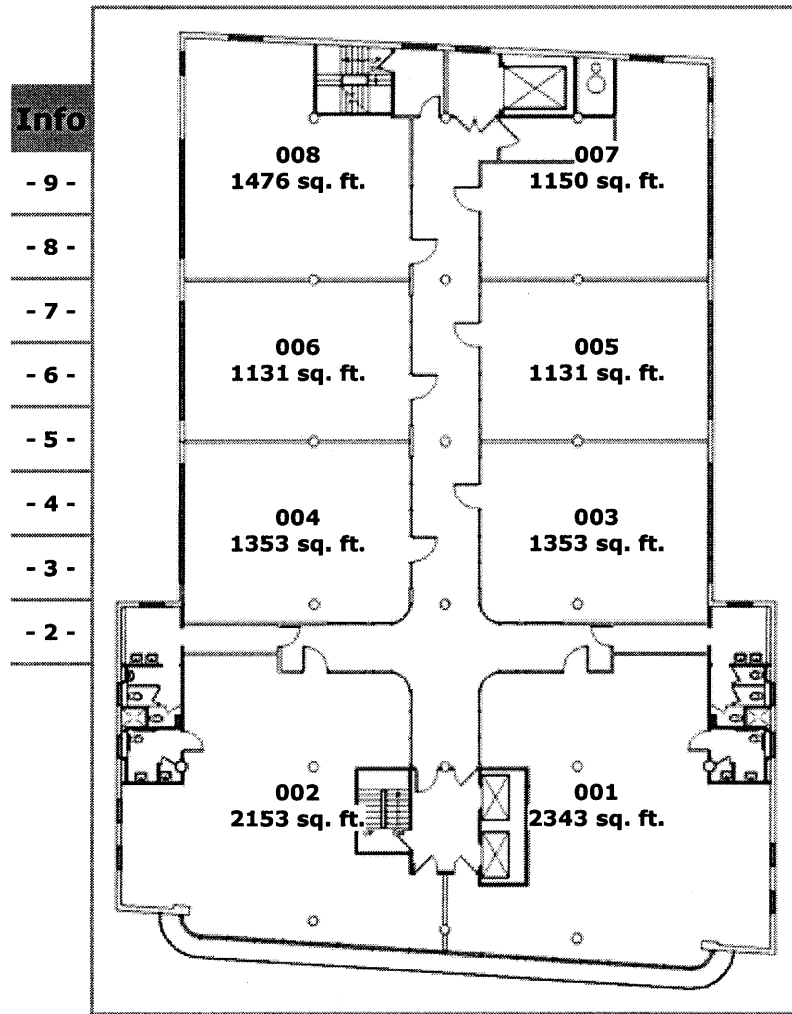 Info
- 9 -
- 8 -
- 7 -
- 6 -
- 5 -
- 4 -
- 3 -
- 2 -
008
1476 sq. ft.
007
1150 sq. ft.
006
1131 sq. ft.
005
1131 sq. ft.
004
1353 sq. ft.
003
1353 sq. ft.
002
2153 sq. ft.
001
2343 sq. ft.